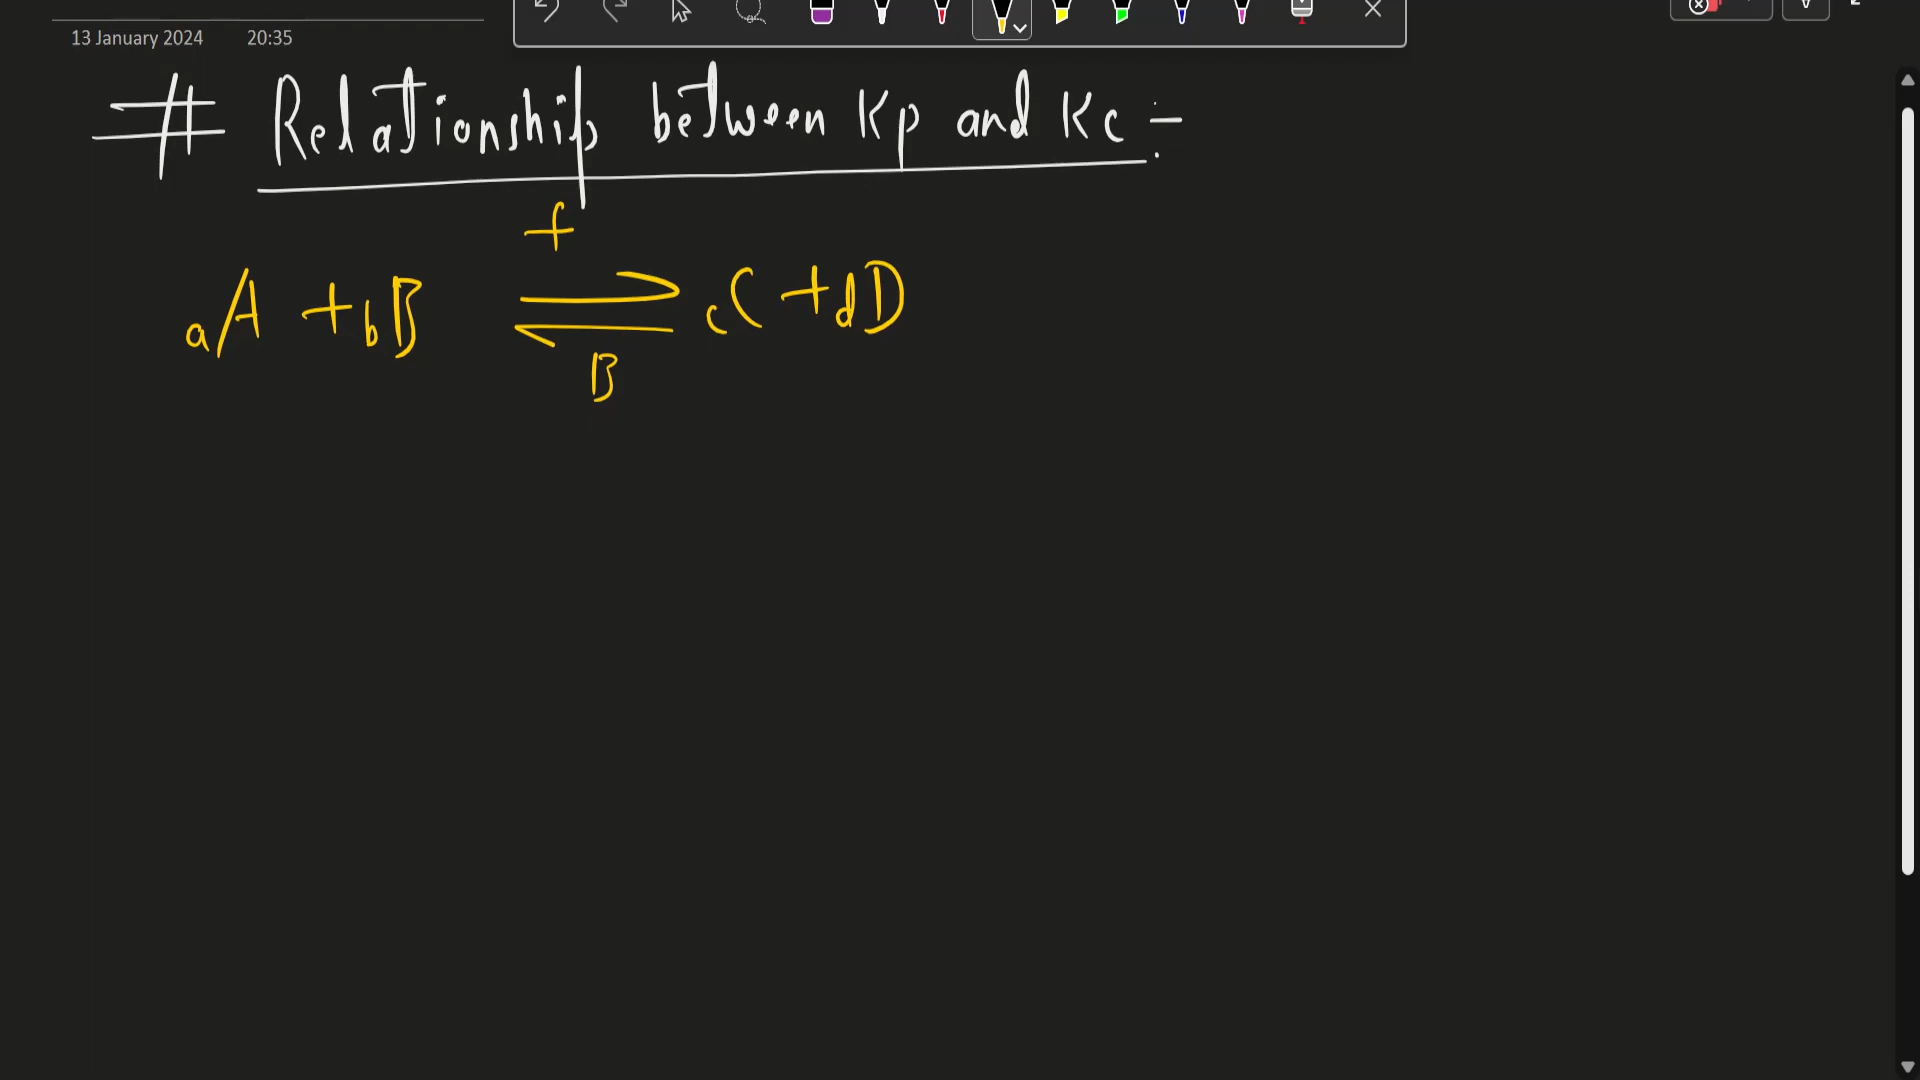 13 January 2024 20:35
# Relationship between Kp and Kc :-
f
aA + bB ⇌ cC + dD
B